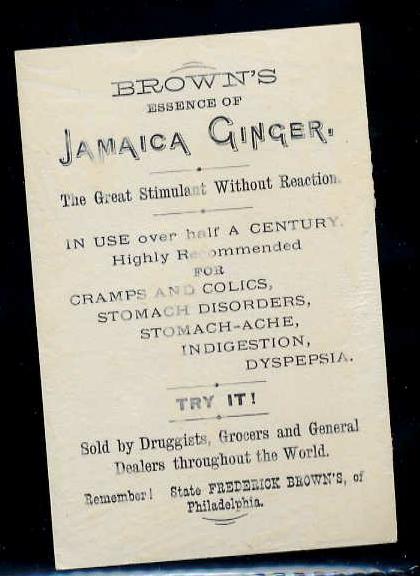 BROWN'S
ESSENCE OF
JAMAICA GINGER.
The Great Stimulant Without Reaction.
IN USE over half A CENTURY.
Highly Recommended
FOR
CRAMPS AND COLICS,
STOMACH DISORDERS,
STOMACH-ACHE,
INDIGESTION,
DYSPEPSIA.
TRY IT!
Sold by Druggists, Grocers and General
Dealers throughout the World.
Remember! State FREDERICK BROWN'S, of
Philadelphia.